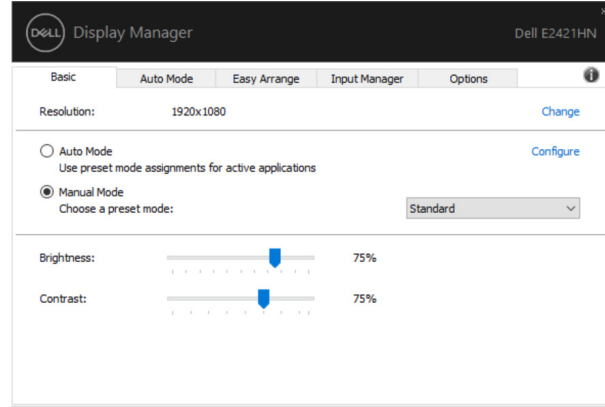 DELL Display Manager Dell E2421HN
Basic Auto Mode Easy Arrange Input Manager Options
Resolution: 1920x1080 Change
Auto Mode Configure
Use preset mode assignments for active applications
Manual Mode
Choose a preset mode: Standard
Brightness: 75%
Contrast: 75%